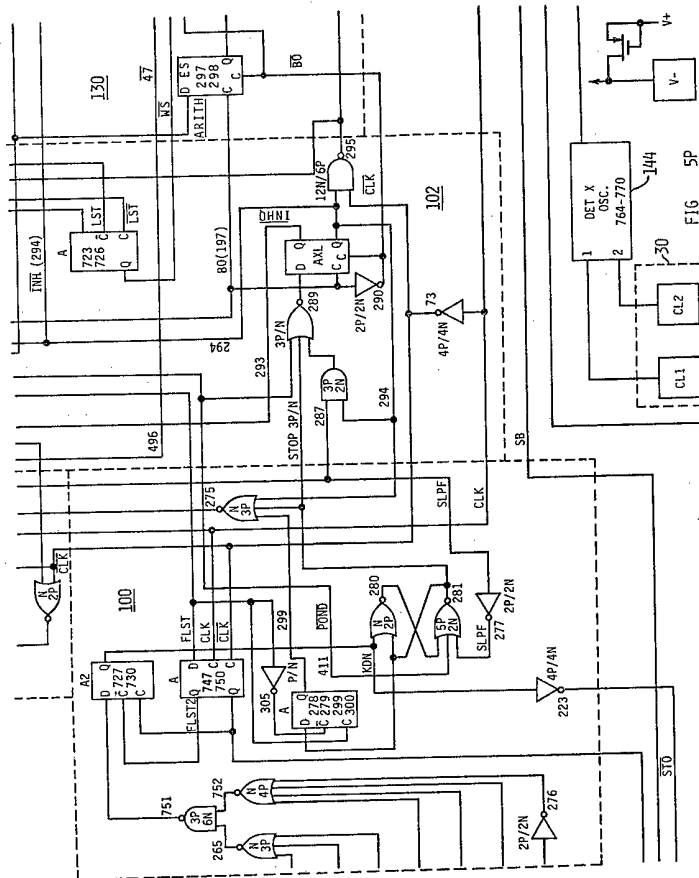 130
47
D ES
297
298
C C Q
ARITH
WS
BO
INH (294)
A
723
726
Q C
C
LST
LST
BO(197)
294
12N/6P
295
CLK
INHQ
102
D Q
AXL
C C Q
2P/2N
290
289
3P/N
293
STOP 3P/N
287
3P
2N
294
73
4P/4N
496
275
N
3P
SLPF
CLK
SB
N
2P
CLK
100
A2
D Q
727
730
C C
FLST
CLK
CLK
A
D
747
750
Q C C
FLST2
299
POND
P/N
411
KDN
305
A
D Q
278
279
299
300
C
C
280
N
2P
281
5P
2N
SLPF
277
2P/2N
4P/4N
223
STO
751
3P
6N
752
N
4P
265
N
3P
2P/2N
276
V+
V-
DET X
OSC.
764-770
1
2
144
30
CL2
CL1
FIG 5P